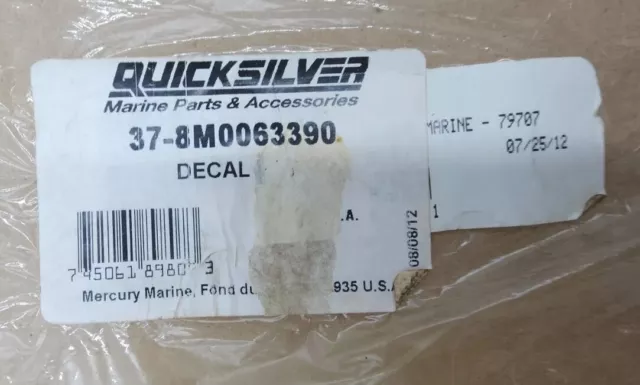 QUICKSILVER
Marine Parts & Accessories
37-8M0063390
DECAL
.A.
08/08/12
7 45061 8980 3
Mercury Marine, Fond du 935 U.S.A
MARINE - 79707
07/25/12
1